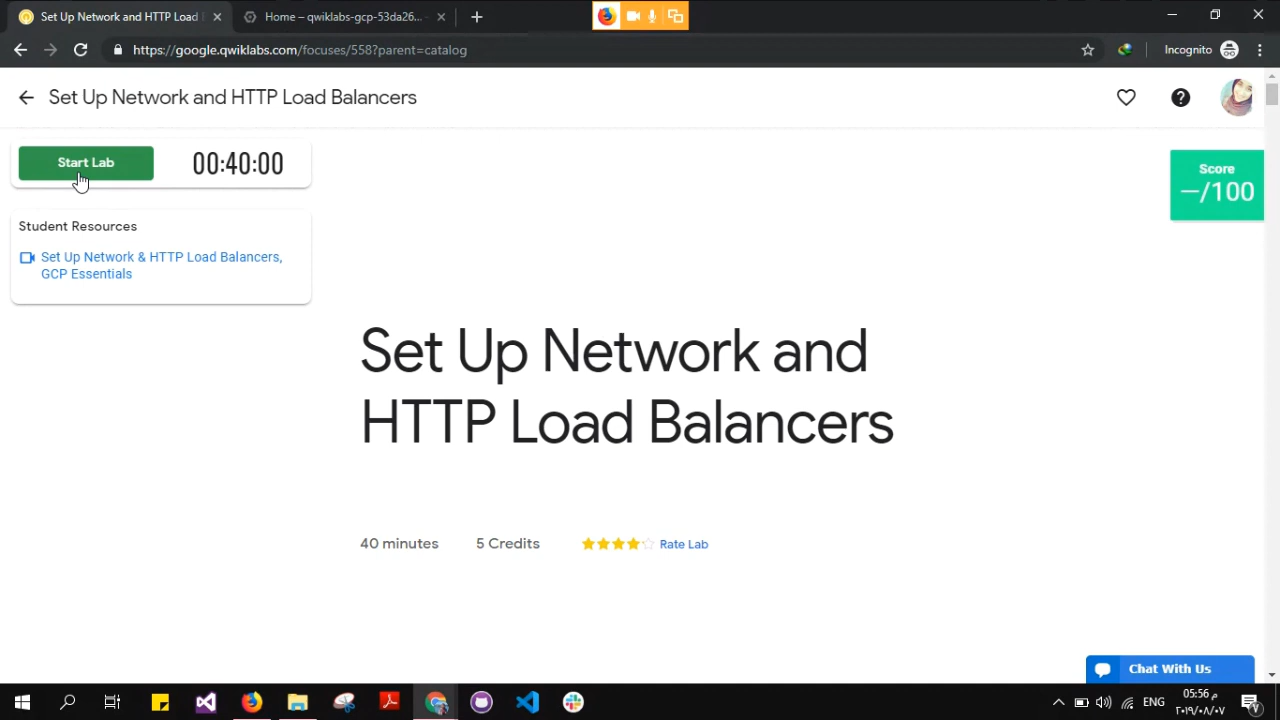 Set Up Network and HTTP Load
Home – qwiklabs-gcp-53da26...
https://google.qwiklabs.com/focuses/558?parent=catalog
Incognito
Set Up Network and HTTP Load Balancers
Start Lab
00:40:00
Score
–/100
Student Resources
Set Up Network & HTTP Load Balancers,
GCP Essentials
Set Up Network and
HTTP Load Balancers
40 minutes
5 Credits
Rate Lab
Chat With Us
ENG
05:56 م
٢٠١٩/٠٨/٠٧